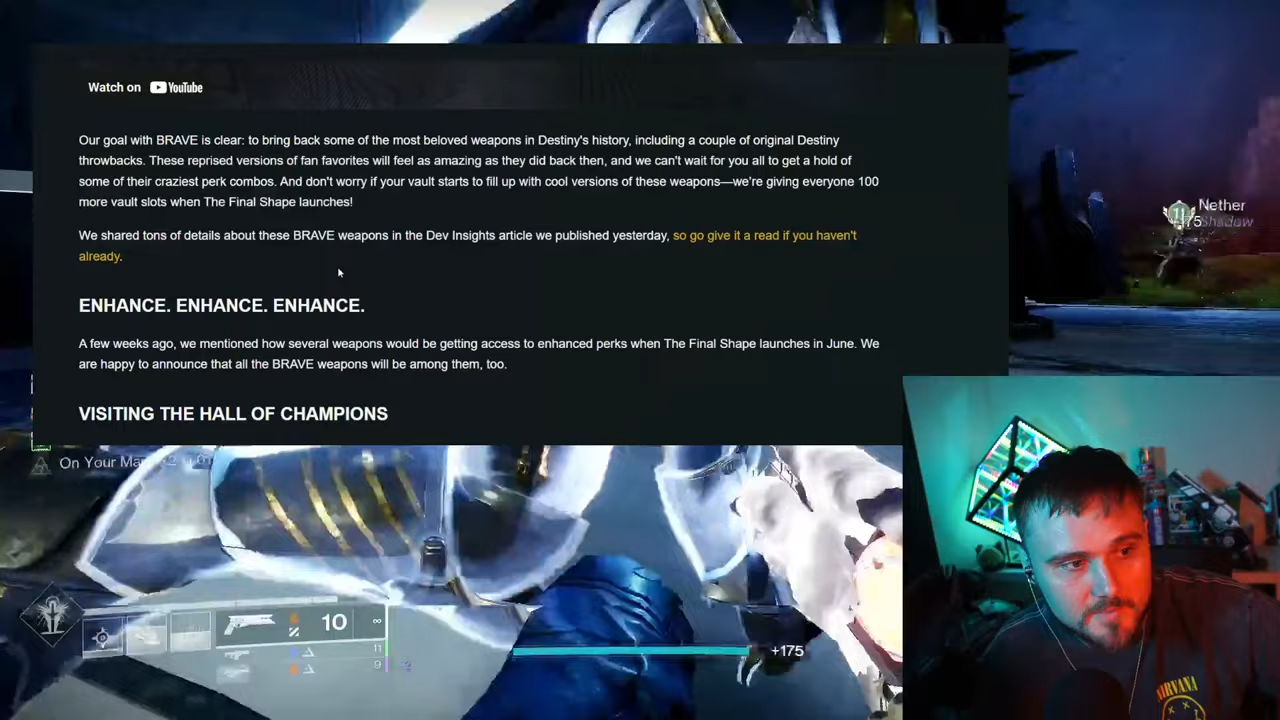 Watch on YouTube
Our goal with BRAVE is clear: to bring back some of the most beloved weapons in Destiny's history, including a couple of original Destiny
throwbacks. These reprised versions of fan favorites will feel as amazing as they did back then, and we can't wait for you all to get a hold of
some of their craziest perk combos. And don't worry if your vault starts to fill up with cool versions of these weapons—we're giving everyone 100
more vault slots when The Final Shape launches!
We shared tons of details about these BRAVE weapons in the Dev Insights article we published yesterday, so go give it a read if you haven't
already.
ENHANCE. ENHANCE. ENHANCE.
A few weeks ago, we mentioned how several weapons would be getting access to enhanced perks when The Final Shape launches in June. We
are happy to announce that all the BRAVE weapons will be among them, too.
VISITING THE HALL OF CHAMPIONS
Nether
175 Shadow
On Your
10
∞
11
9
+175
NIRVANA